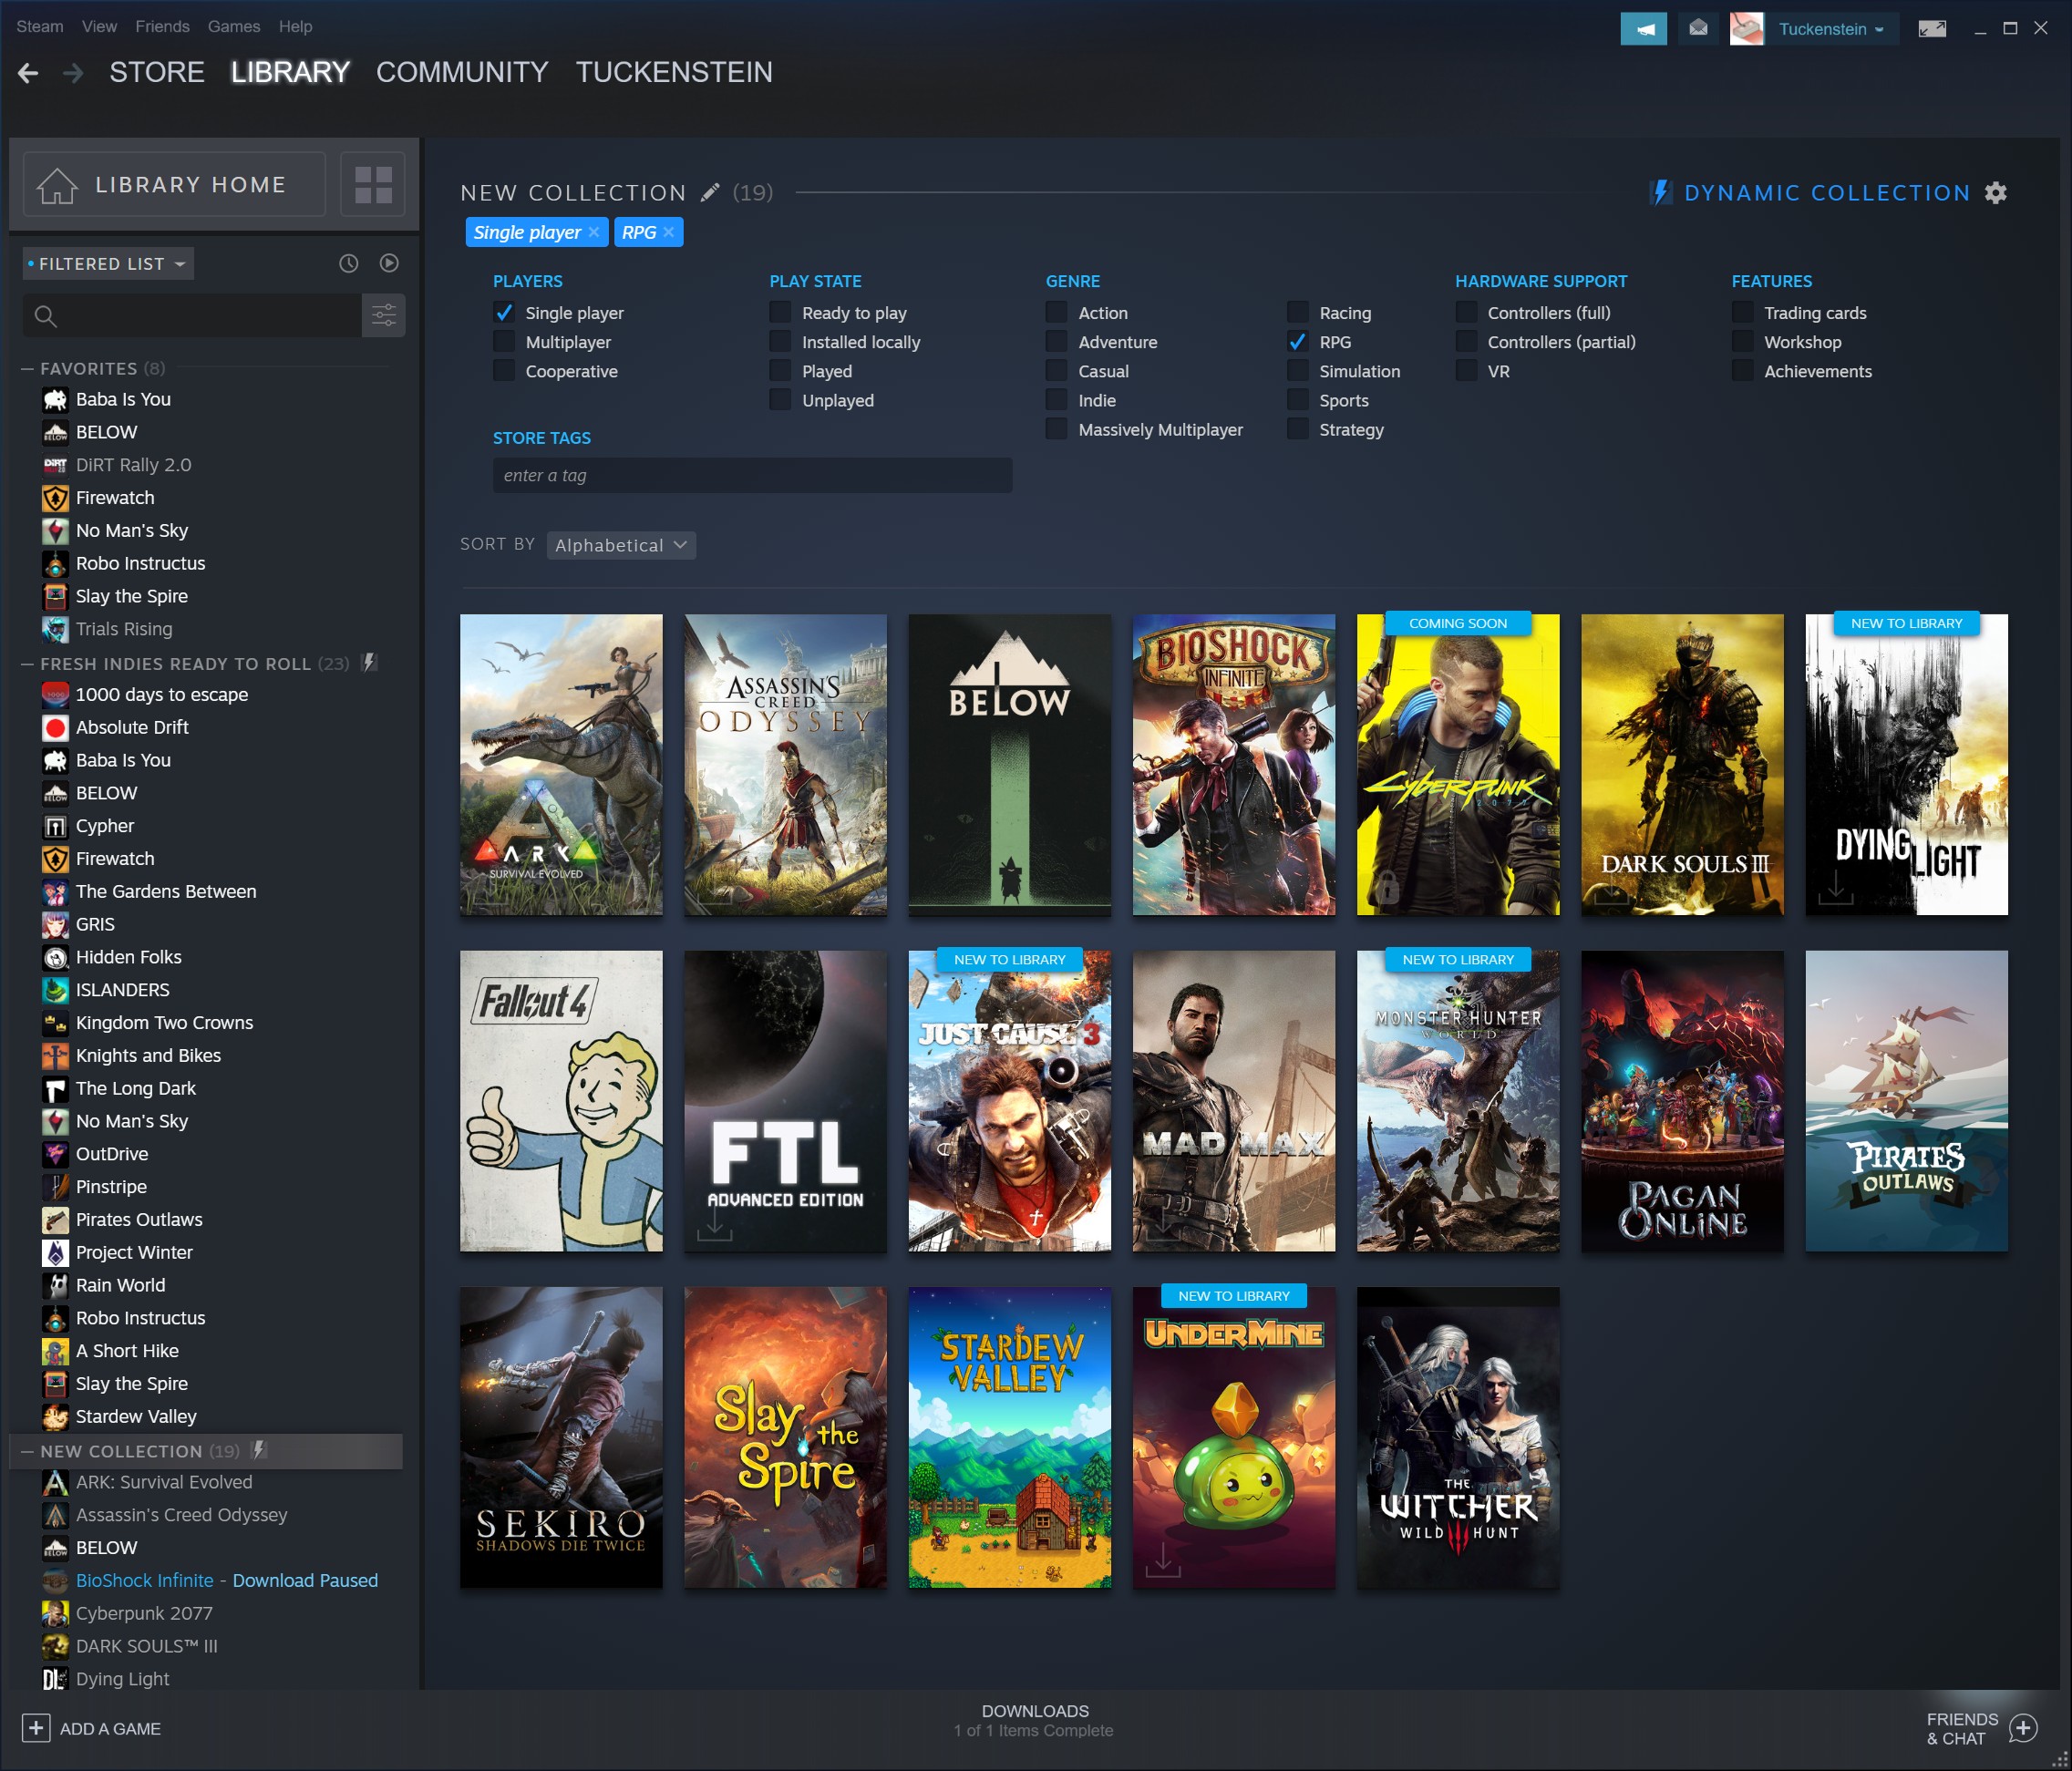 Steam View Friends Games Help
Tuckenstein
STORE LIBRARY COMMUNITY TUCKENSTEIN
LIBRARY HOME
FILTERED LIST
FAVORITES (8)
Baba Is You
BELOW
DiRT Rally 2.0
Firewatch
No Man's Sky
Robo Instructus
Slay the Spire
Trials Rising
FRESH INDIES READY TO ROLL (23)
1000 days to escape
Absolute Drift
Baba Is You
BELOW
Cypher
Firewatch
The Gardens Between
GRIS
Hidden Folks
ISLANDERS
Kingdom Two Crowns
Knights and Bikes
The Long Dark
No Man's Sky
OutDrive
Pinstripe
Pirates Outlaws
Project Winter
Rain World
Robo Instructus
A Short Hike
Slay the Spire
Stardew Valley
NEW COLLECTION (19)
ARK: Survival Evolved
Assassin's Creed Odyssey
BELOW
BioShock Infinite - Download Paused
Cyberpunk 2077
DARK SOULS™ III
Dying Light
NEW COLLECTION (19)
DYNAMIC COLLECTION
Single player RPG
PLAYERS
Single player
Multiplayer
Cooperative
PLAY STATE
Ready to play
Installed locally
Played
Unplayed
GENRE
Action
Adventure
Casual
Indie
Massively Multiplayer
Racing
RPG
Simulation
Sports
Strategy
HARDWARE SUPPORT
Controllers (full)
Controllers (partial)
VR
FEATURES
Trading cards
Workshop
Achievements
STORE TAGS
enter a tag
SORT BY Alphabetical
ARK
SURVIVAL EVOLVED
ASSASSIN'S
CREED
ODYSSEY
BELOW
BIOSHOCK
INFINITE
COMING SOON
Cyberpunk
2077
DARK SOULS III
NEW TO LIBRARY
DYING
LIGHT
Fallout 4
FTL
ADVANCED EDITION
NEW TO LIBRARY
JUST CAUSE 3
MAD MAX
NEW TO LIBRARY
MONSTER HUNTER
WORLD
PAGAN
ONLINE
PIRATES
OUTLAWS
SEKIRO
SHADOWS DIE TWICE
Slay
the
Spire
STARDEW
VALLEY
NEW TO LIBRARY
UNDERMINE
THE
WITCHER
WILD HUNT
ADD A GAME
DOWNLOADS
1 of 1 Items Complete
FRIENDS
& CHAT